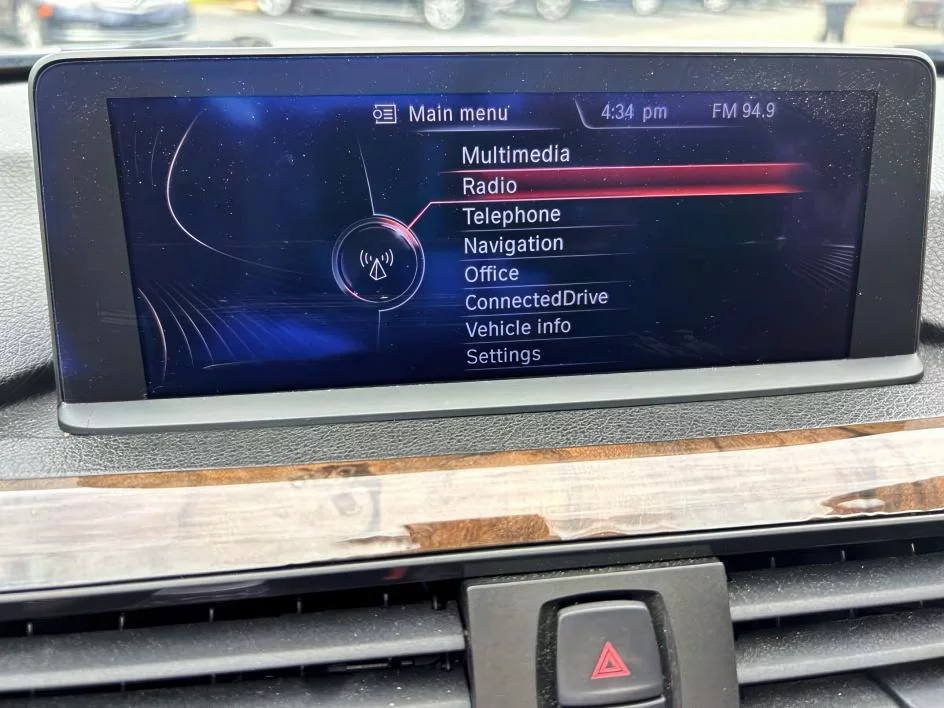 Main menu 4:34 pm FM 94.9
Multimedia
Radio
Telephone
Navigation
Office
ConnectedDrive
Vehicle info
Settings